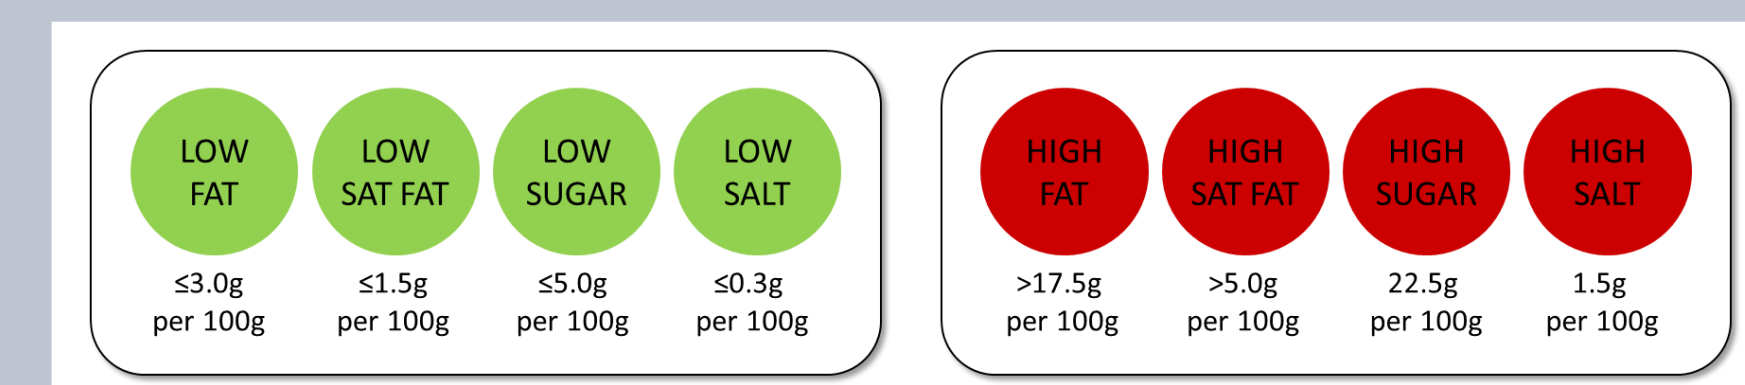 LOW
FAT
LOW
SAT FAT
LOW
SUGAR
LOW
SALT
≤3.0g
per 100g
≤1.5g
per 100g
≤5.0g
per 100g
≤0.3g
per 100g
HIGH
FAT
HIGH
SAT FAT
HIGH
SUGAR
HIGH
SALT
>17.5g
per 100g
>5.0g
per 100g
22.5g
per 100g
1.5g
per 100g